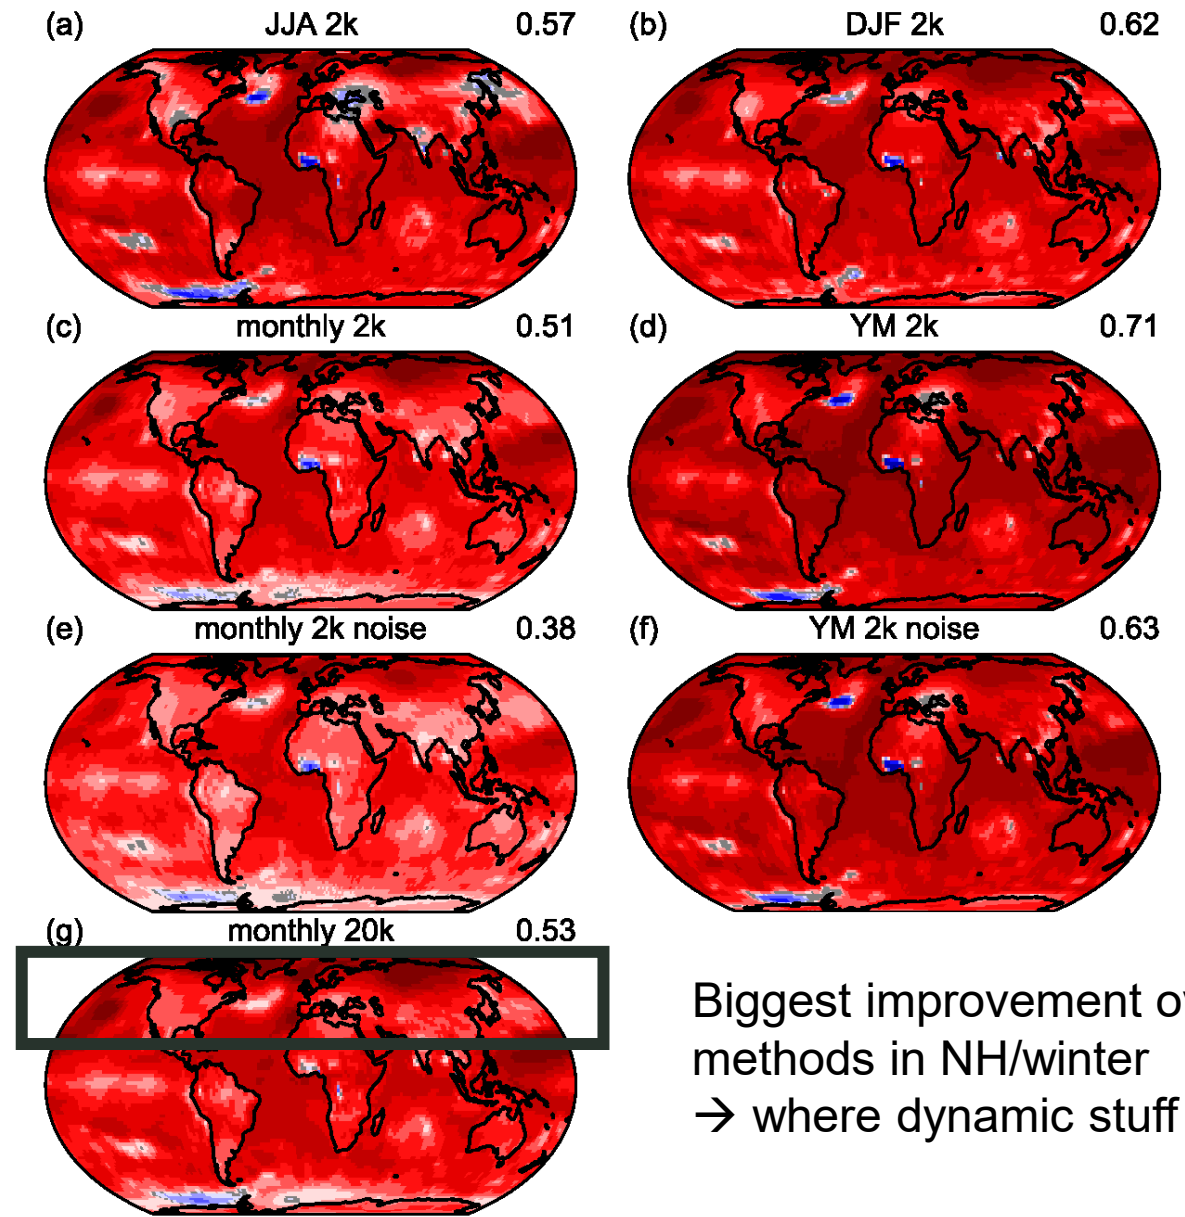 (a) JJA 2k 0.57
(b) DJF 2k 0.62
(c) monthly 2k 0.51
(d) YM 2k 0.71
(e) monthly 2k noise 0.38
(f) YM 2k noise 0.63
(g) monthly 20k 0.53
Biggest improvement
methods in NH/winter
→ where dynamic stuff